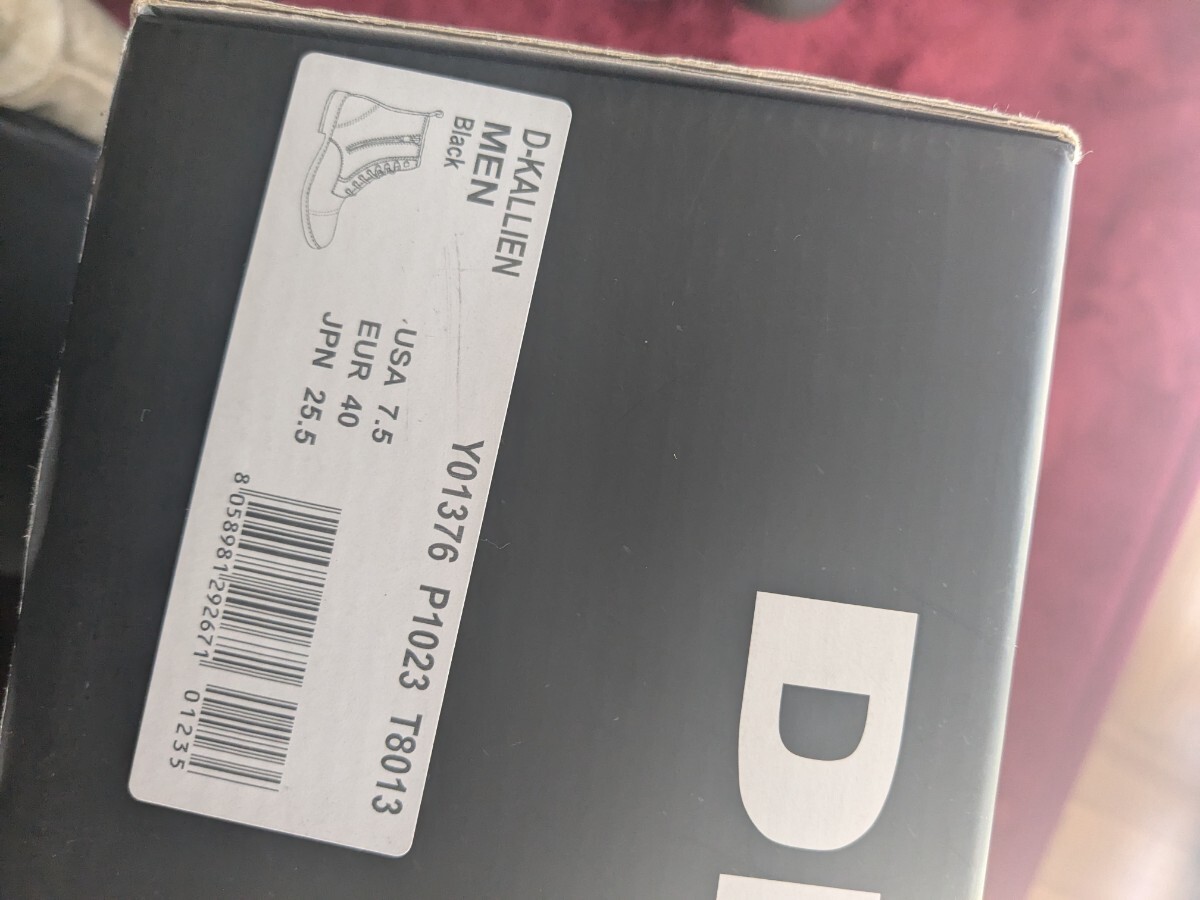 D-KALLIEN
MEN
Black
Y01376 P1023 T8013
USA 7.5
EUR 40
JPN 25.5
8 058981 292671 01235
D